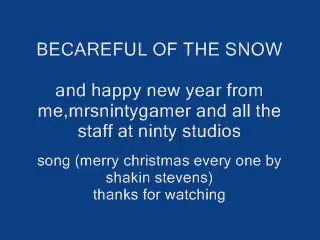 BECAREFUL OF THE SNOW
and happy new year from
me,mrsnintygamer and all the
staff at ninty studios
song (merry christmas every one by
shakin stevens)
thanks for watching